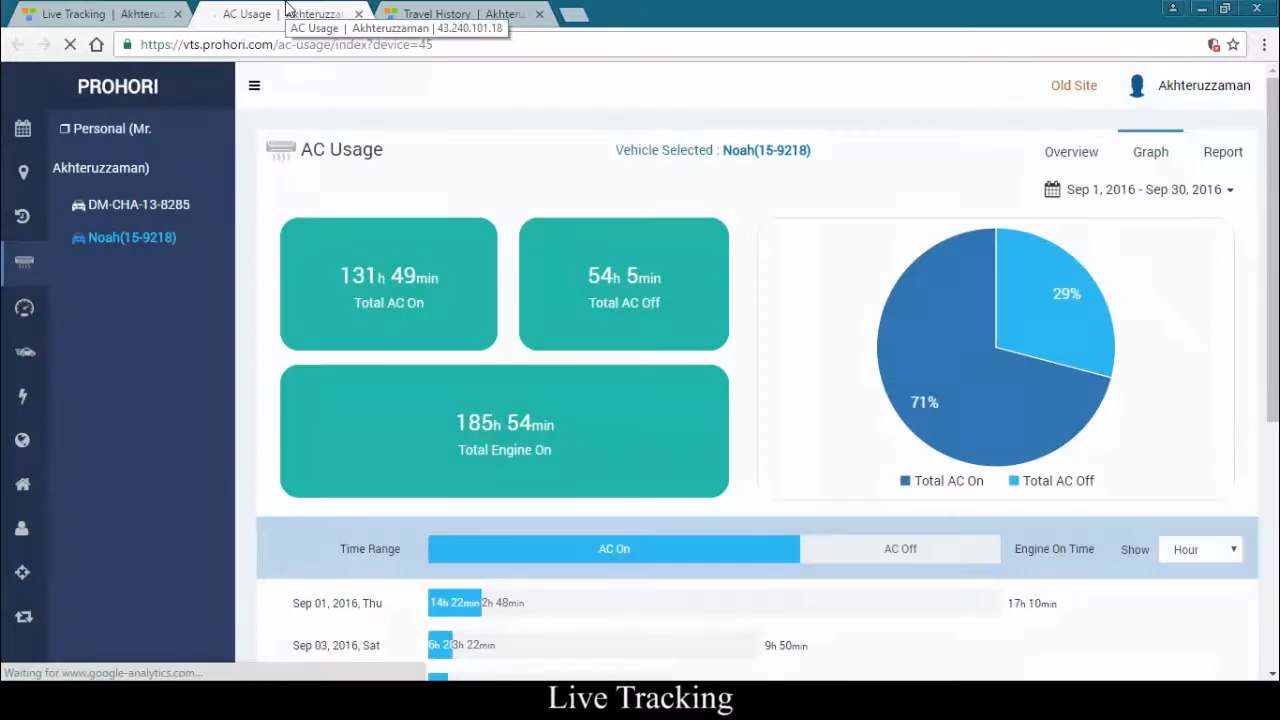 Live Tracking | Akhteru:
AC Usage | Akhteruzza
Travel History | Akhteru
AC Usage | Akhteruzzaman | 43.240.101.18
https://vts.prohori.com/ac-usage/index?device=45
PROHORI
Old Site
Akhteruzzaman
Personal (Mr.
Akhteruzzaman)
DM-CHA-13-8285
Noah(15-9218)
AC Usage
Vehicle Selected : Noah(15-9218)
Overview
Graph
Report
Sep 1, 2016 - Sep 30, 2016
131h 49min
Total AC On
54h 5min
Total AC Off
185h 54min
Total Engine On
29%
71%
Total AC On
Total AC Off
Time Range
AC On
AC Off
Engine On Time
Show
Hour
Sep 01, 2016, Thu
14h 22min
2h 48min
17h 10min
Sep 03, 2016, Sat
3h 22min
9h 50min
Waiting for www.google-analytics.com...
Live Tracking